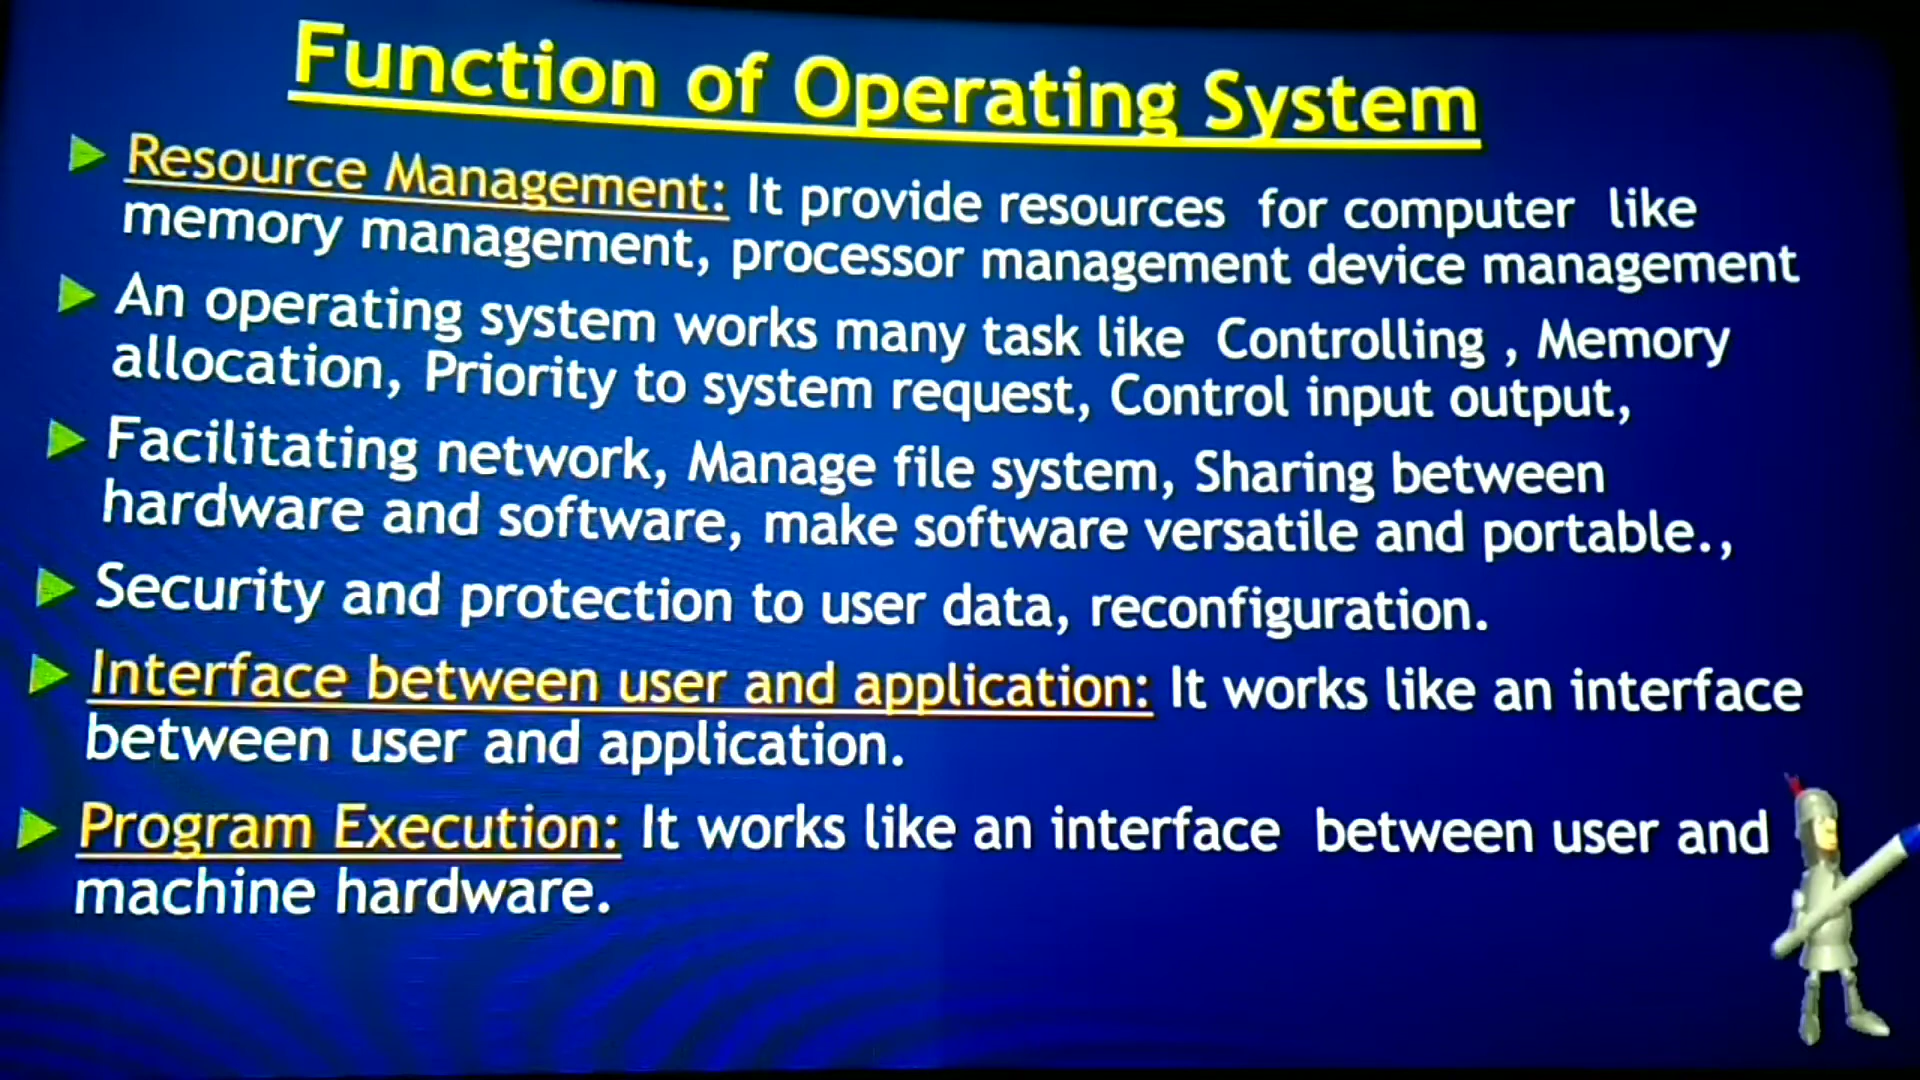 Function of Operating System
Resource Management: It provide resources for computer like
memory management, processor management device management
An operating system works many task like Controlling , Memory
allocation, Priority to system request, Control input output,
Facilitating network, Manage file system, Sharing between
hardware and software, make software versatile and portable.,
Security and protection to user data, reconfiguration.
Interface between user and application: It works like an interface
between user and application.
Program Execution: It works like an interface between user and
machine hardware.